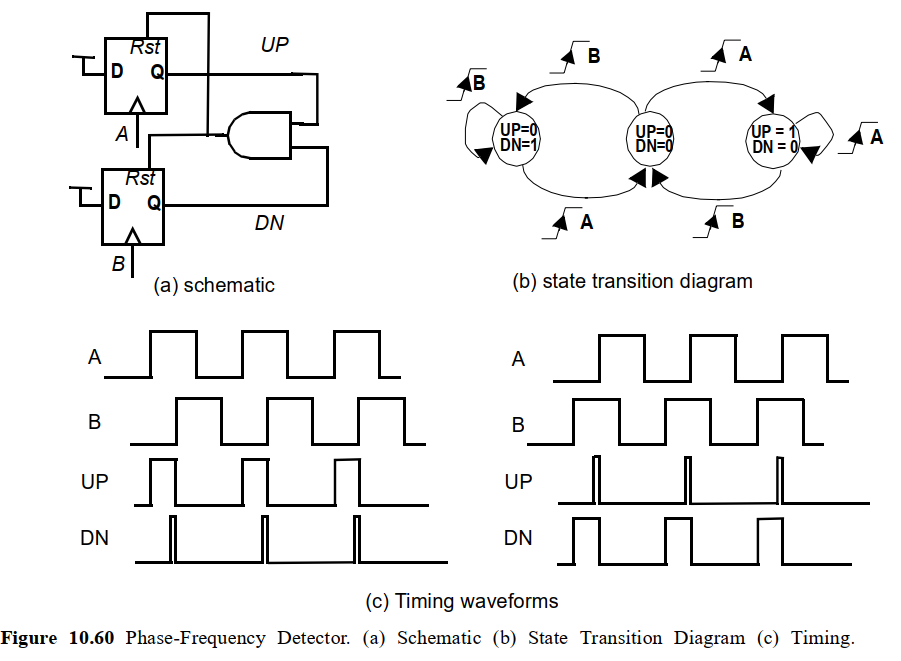 Rst
UP
D Q
A
Rst
D Q
DN
B
(a) schematic
B
A
B
UP=0
DN=1
UP=0
DN=0
UP = 1
DN = 0
A
A
B
(b) state transition diagram
A
B
UP
DN
A
B
UP
DN
(c) Timing waveforms
Figure 10.60 Phase-Frequency Detector. (a) Schematic (b) State Transition Diagram (c) Timing.